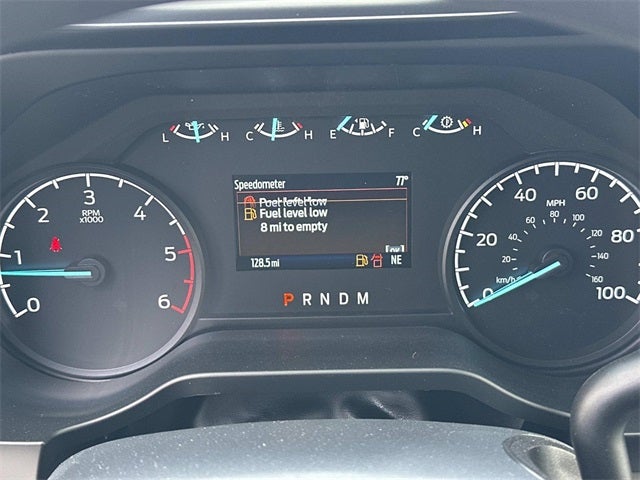 L H C H E F C H
Speedometer 77°
Fuel level low
Fuel level low
8 mi to empty
[OK]
128.5 mi NE
P R N D M
0 1 2 3 4 5 6
RPM
x1000
0 20 40 60 80 100
MPH
km/h 20 40 60 80 100 120 140 160